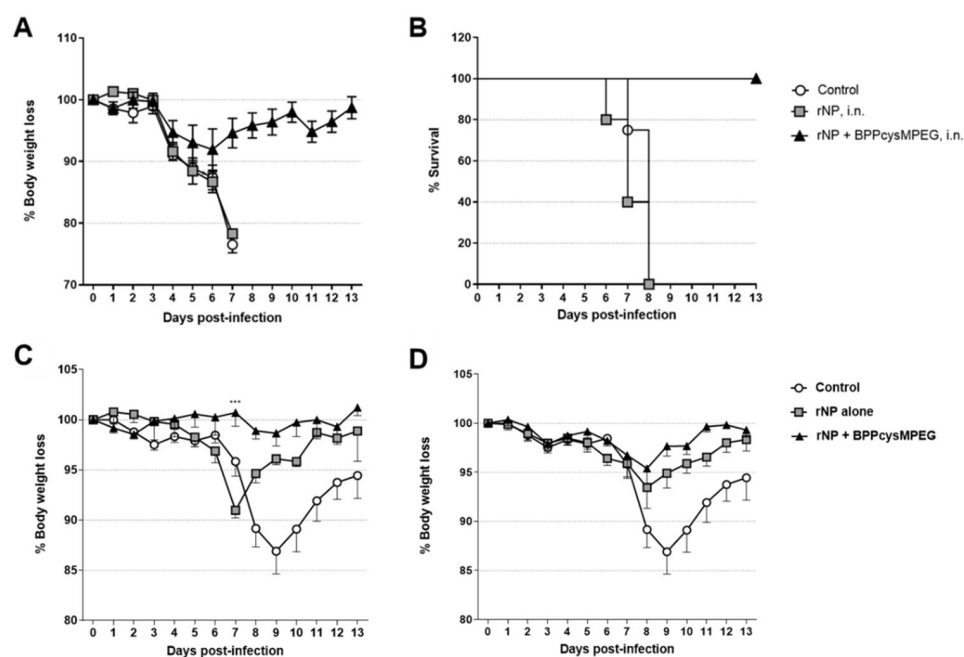 A
110
100
90
80
70
% Body weight loss
0 1 2 3 4 5 6 7 8 9 10 11 12 13
Days post-infection
B
120
100
80
60
40
20
0
% Survival
0 1 2 3 4 5 6 7 8 9 10 11 12 13
Days post-infection
Control
rNP, i.n.
rNP + BPPcysMPEG, i.n.
C
105
100
95
90
85
80
% Body weight loss
***
0 1 2 3 4 5 6 7 8 9 10 11 12 13
Days post-infection
D
105
100
95
90
85
80
% Body weight loss
0 1 2 3 4 5 6 7 8 9 10 11 12 13
Days post-infection
Control
rNP alone
rNP + BPPcysMPEG